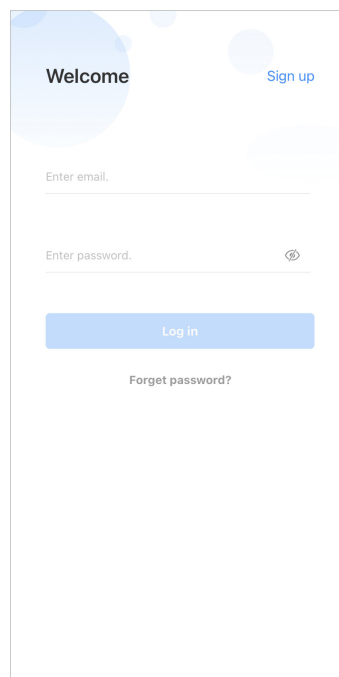 Welcome
Sign up
Enter email.
Enter password.
Log in
Forget password?